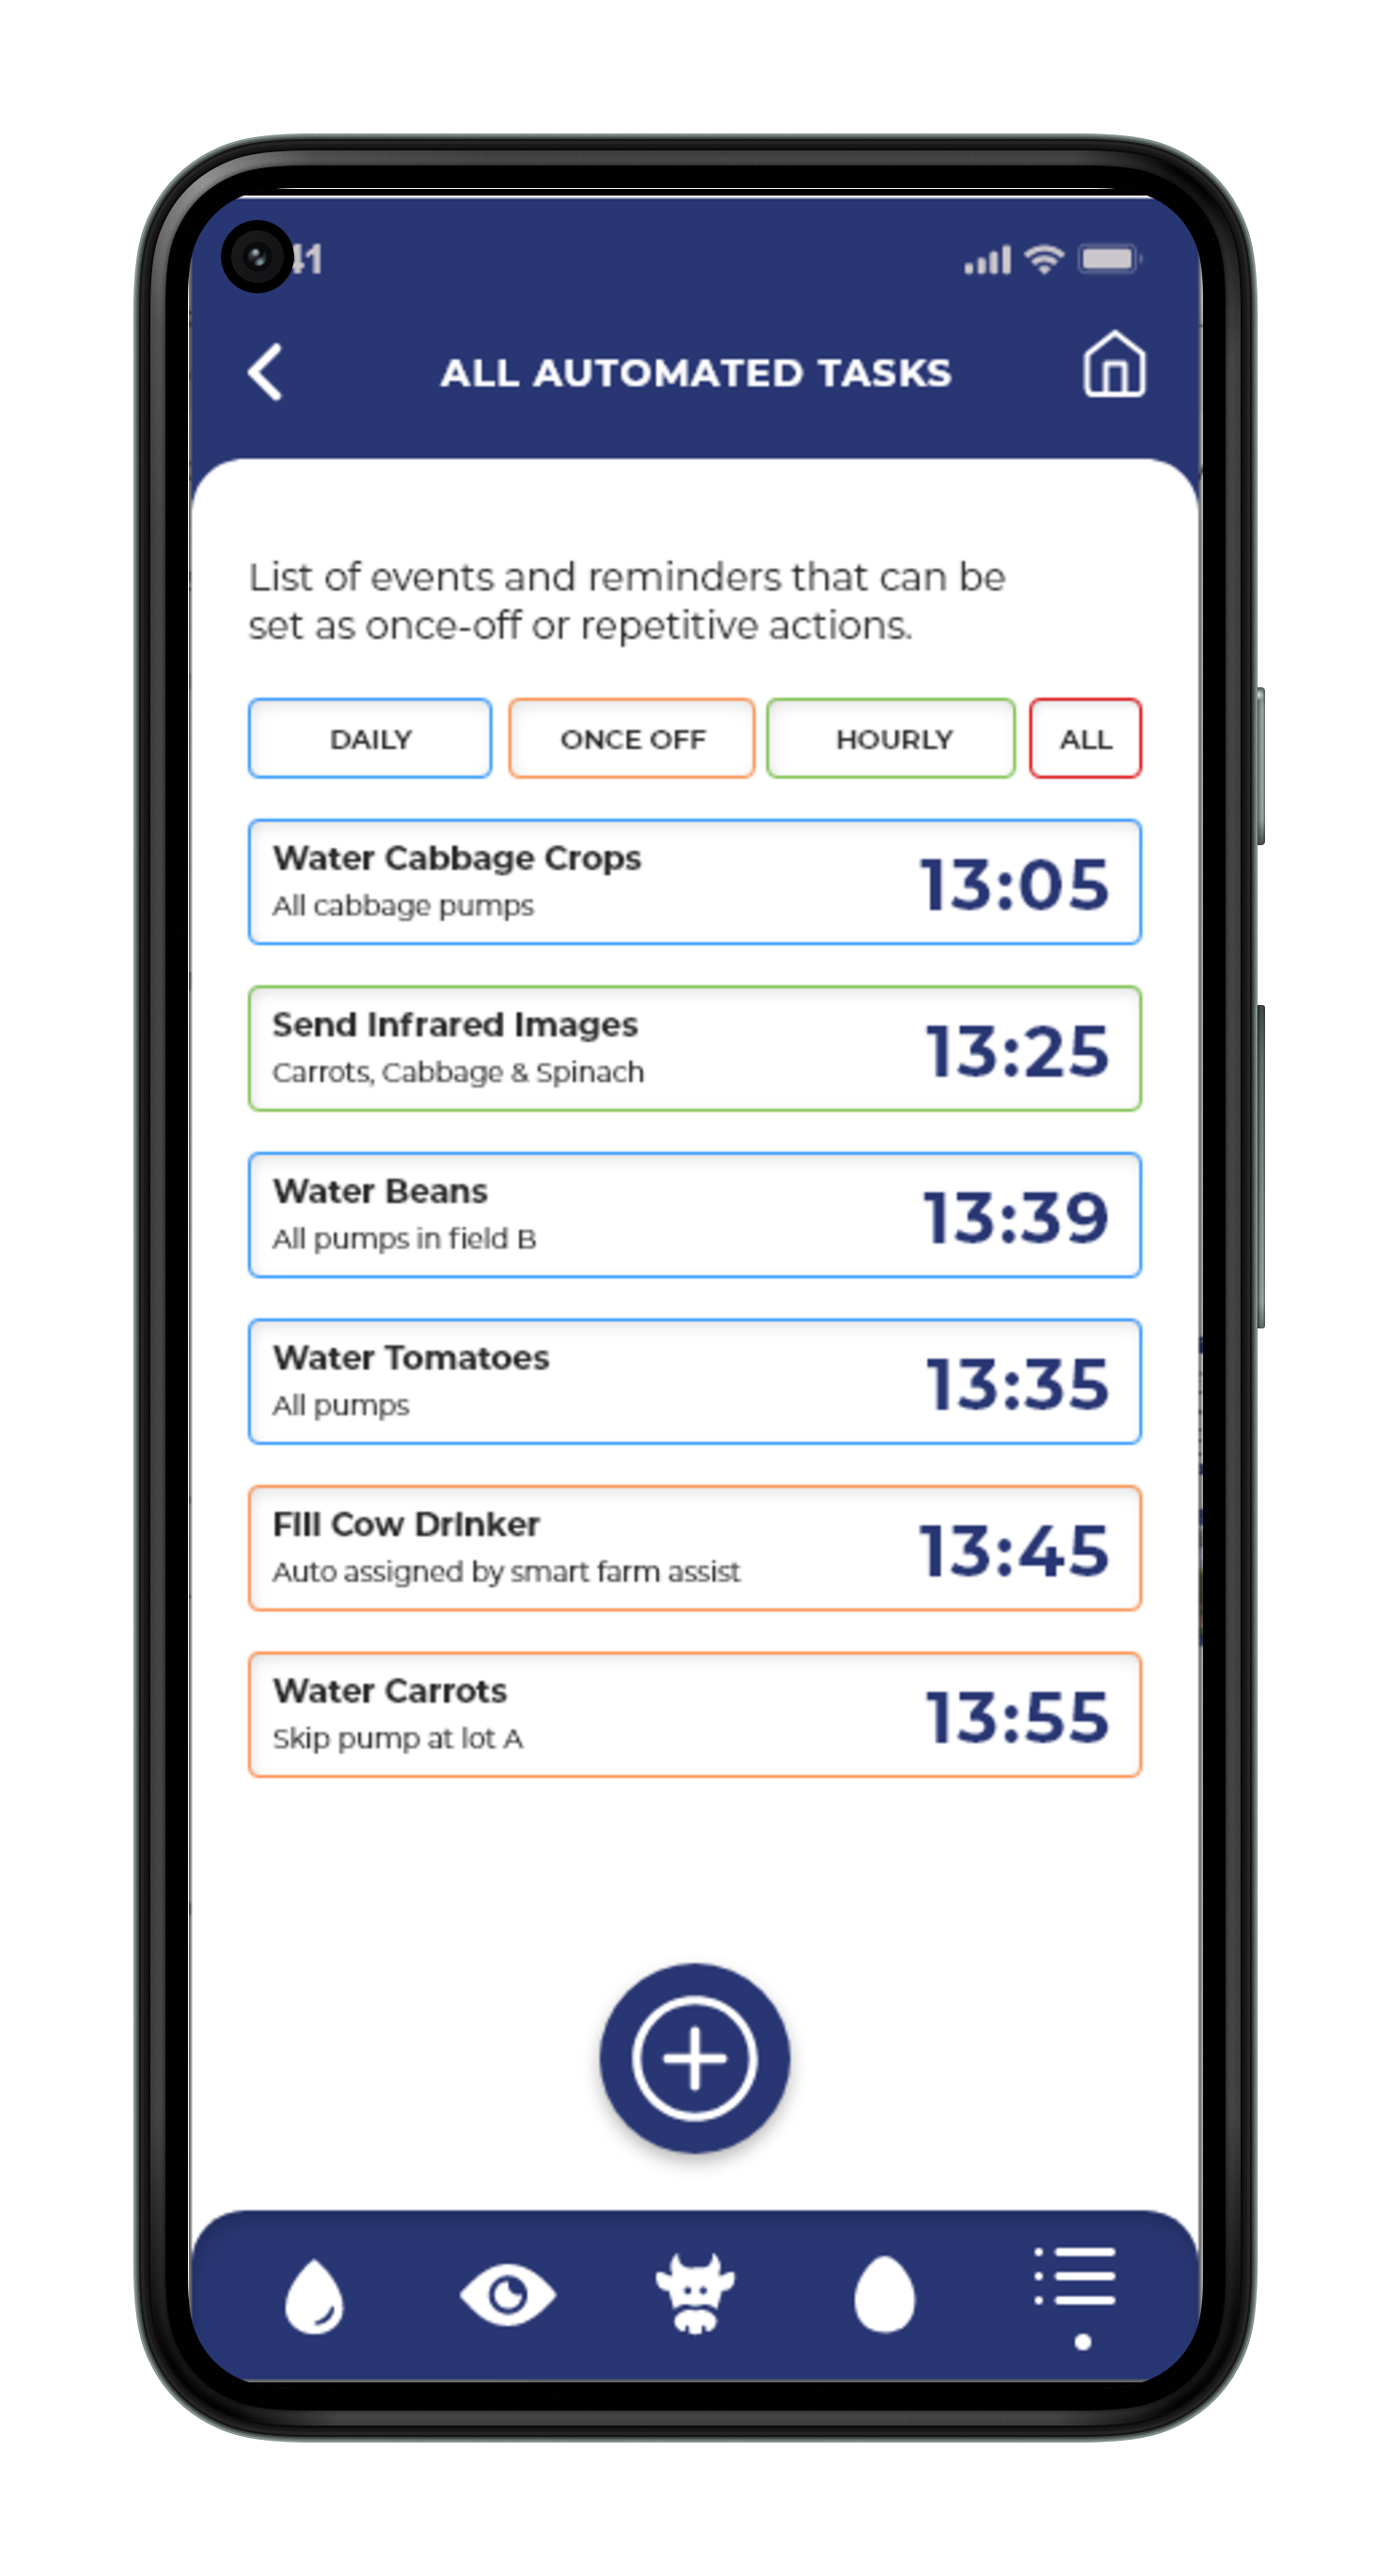 41
ALL AUTOMATED TASKS
List of events and reminders that can be
set as once-off or repetitive actions.
DAILY ONCE OFF HOURLY ALL
Water Cabbage Crops
All cabbage pumps
13:05
Send Infrared Images
Carrots, Cabbage & Spinach
13:25
Water Beans
All pumps in field B
13:39
Water Tomatoes
All pumps
13:35
Fill Cow Drinker
Auto assigned by smart farm assist
13:45
Water Carrots
Skip pump at lot A
13:55